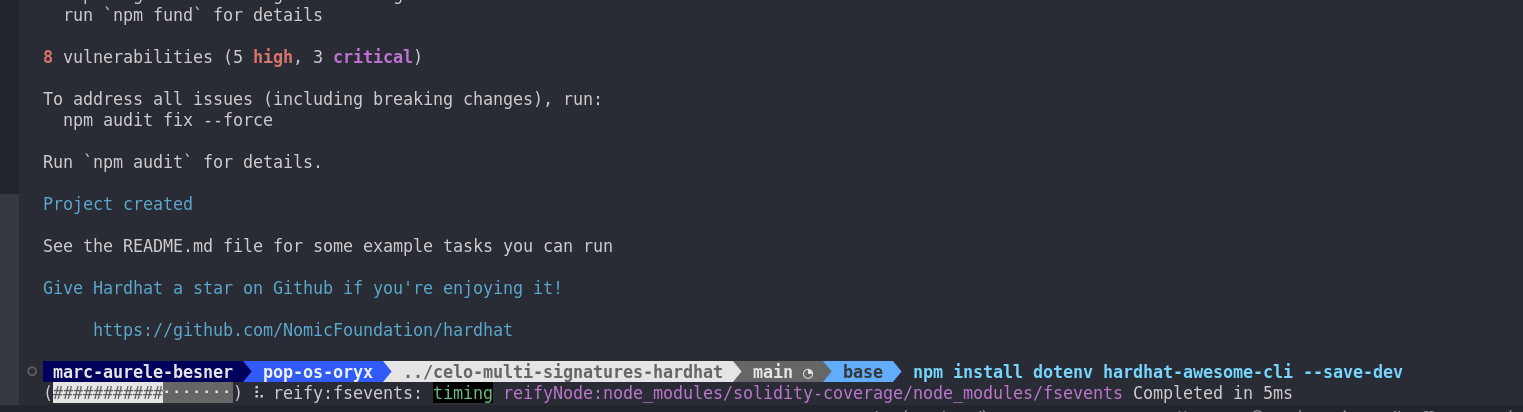 run `npm fund` for details
8 vulnerabilities (5 high, 3 critical)
To address all issues (including breaking changes), run:
npm audit fix --force
Run `npm audit` for details.
Project created
See the README.md file for some example tasks you can run
Give Hardhat a star on Github if you're enjoying it!
https://github.com/NomicFoundation/hardhat
marc-aurele-besner pop-os-oryx ../celo-multi-signatures-hardhat main ◔ base npm install dotenv hardhat-awesome-cli --save-dev
(###########⋅⋅⋅⋅⋅⋅⋅) ⠧ reify:fsevents: timing reifyNode:node_modules/solidity-coverage/node_modules/fsevents Completed in 5ms